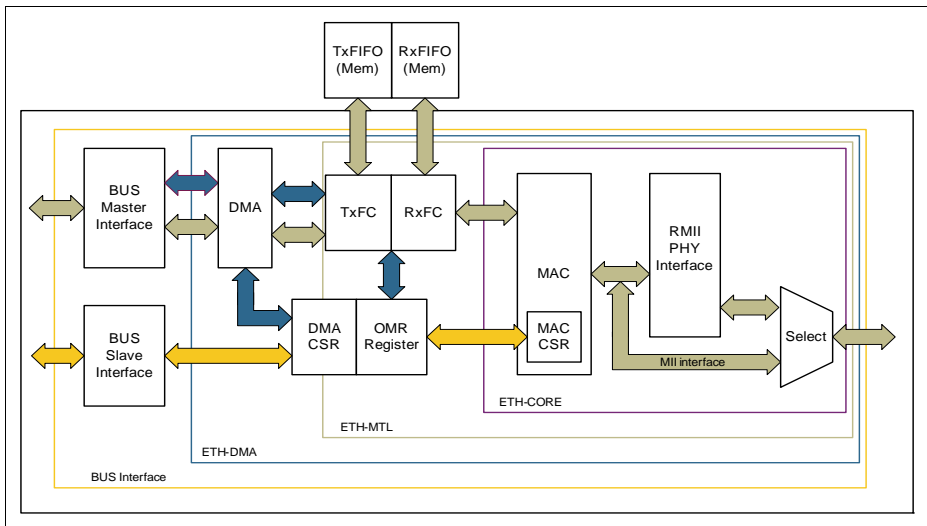 TxFIFO
(Mem)
RxFIFO
(Mem)
BUS
Master
Interface
DMA
TxFC
RxFC
MAC
RMII
PHY
Interface
BUS
Slave
Interface
DMA
CSR
OMR
Register
MAC
CSR
Select
MII interface
ETH-CORE
ETH-MTL
ETH-DMA
BUS Interface